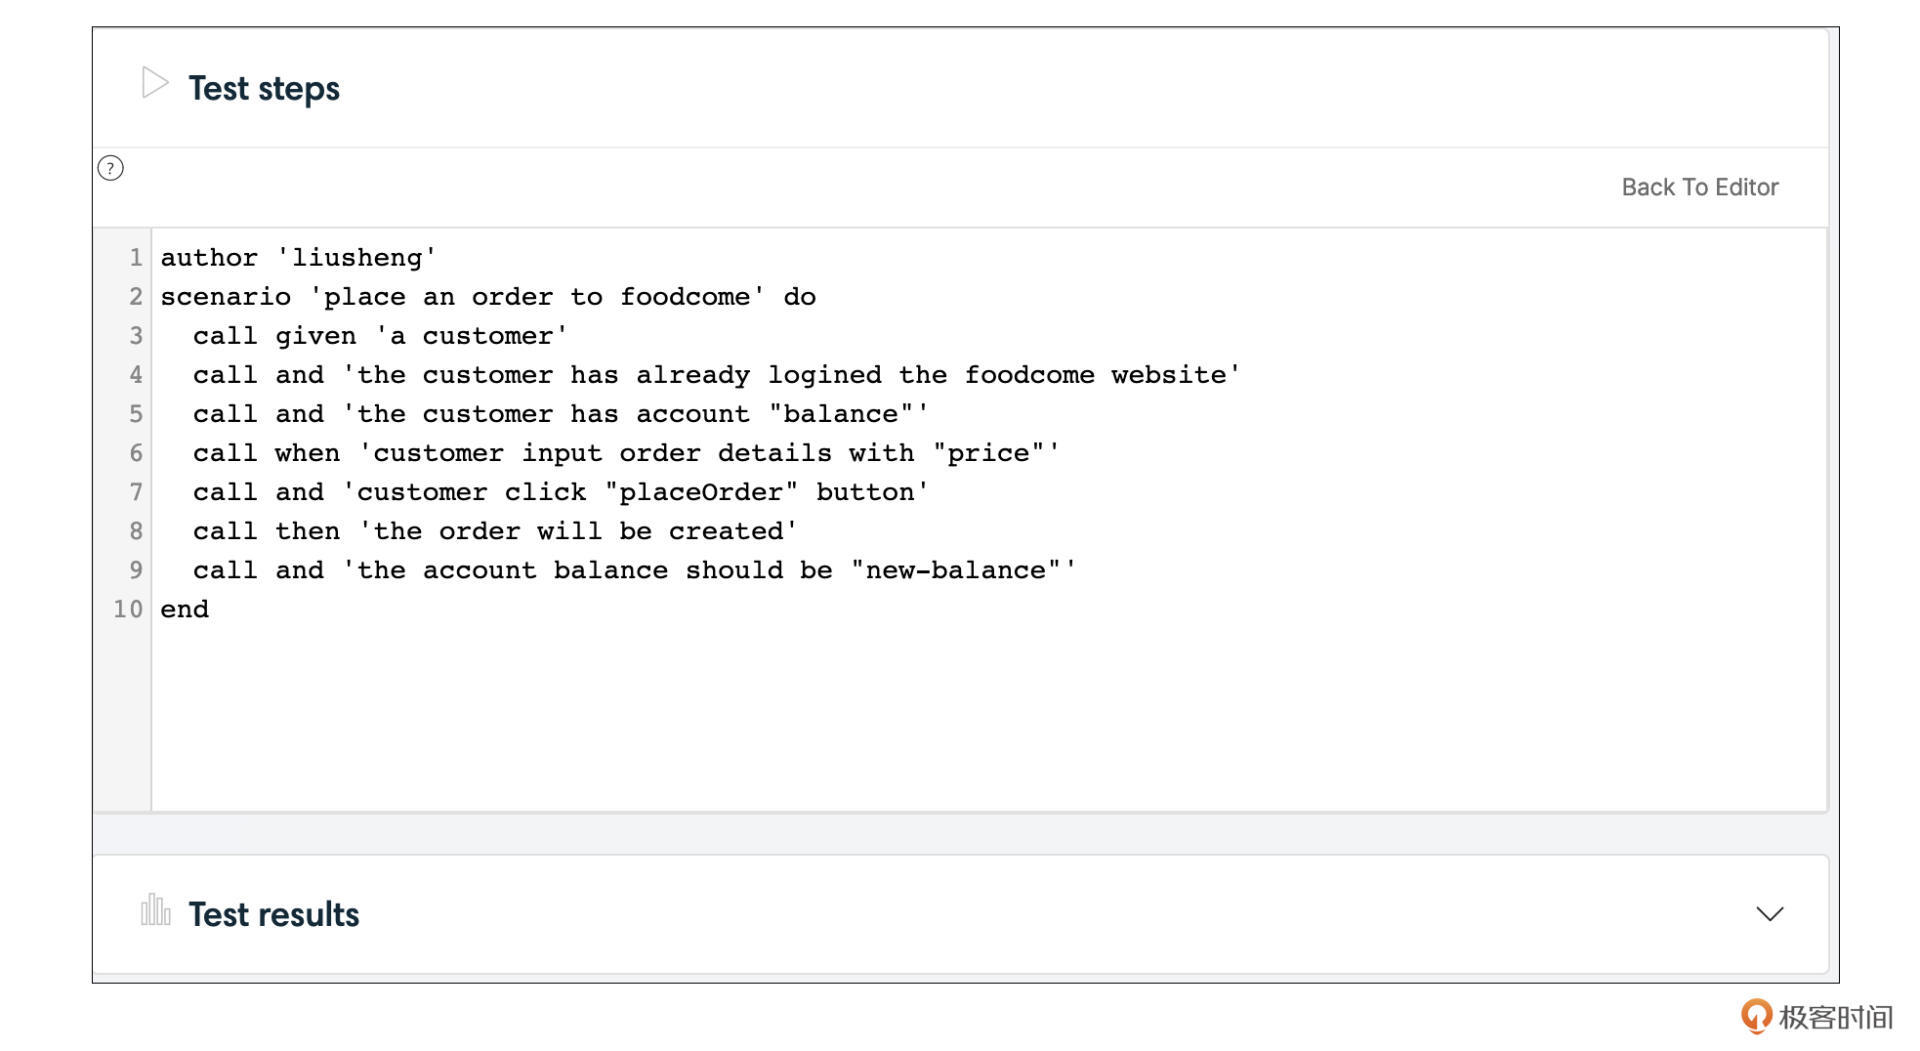 Test steps
?
Back To Editor
1 author 'liusheng'
2 scenario 'place an order to foodcome' do
3   call given 'a customer'
4   call and 'the customer has already logined the foodcome website'
5   call and 'the customer has account "balance"'
6   call when 'customer input order details with "price"'
7   call and 'customer click "placeOrder" button'
8   call then 'the order will be created'
9   call and 'the account balance should be "new-balance"'
10 end
Test results
极客时间